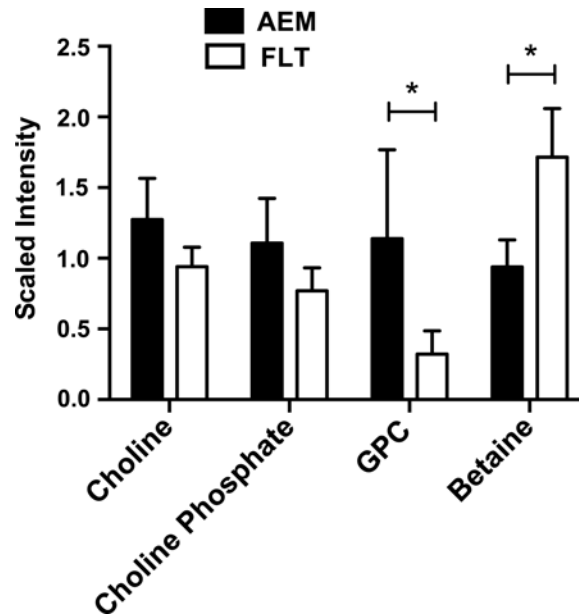 AEM
FLT
Scaled Intensity
2.5
2.0
1.5
1.0
0.5
0.0
*
*
Choline
Choline Phosphate
GPC
Betaine